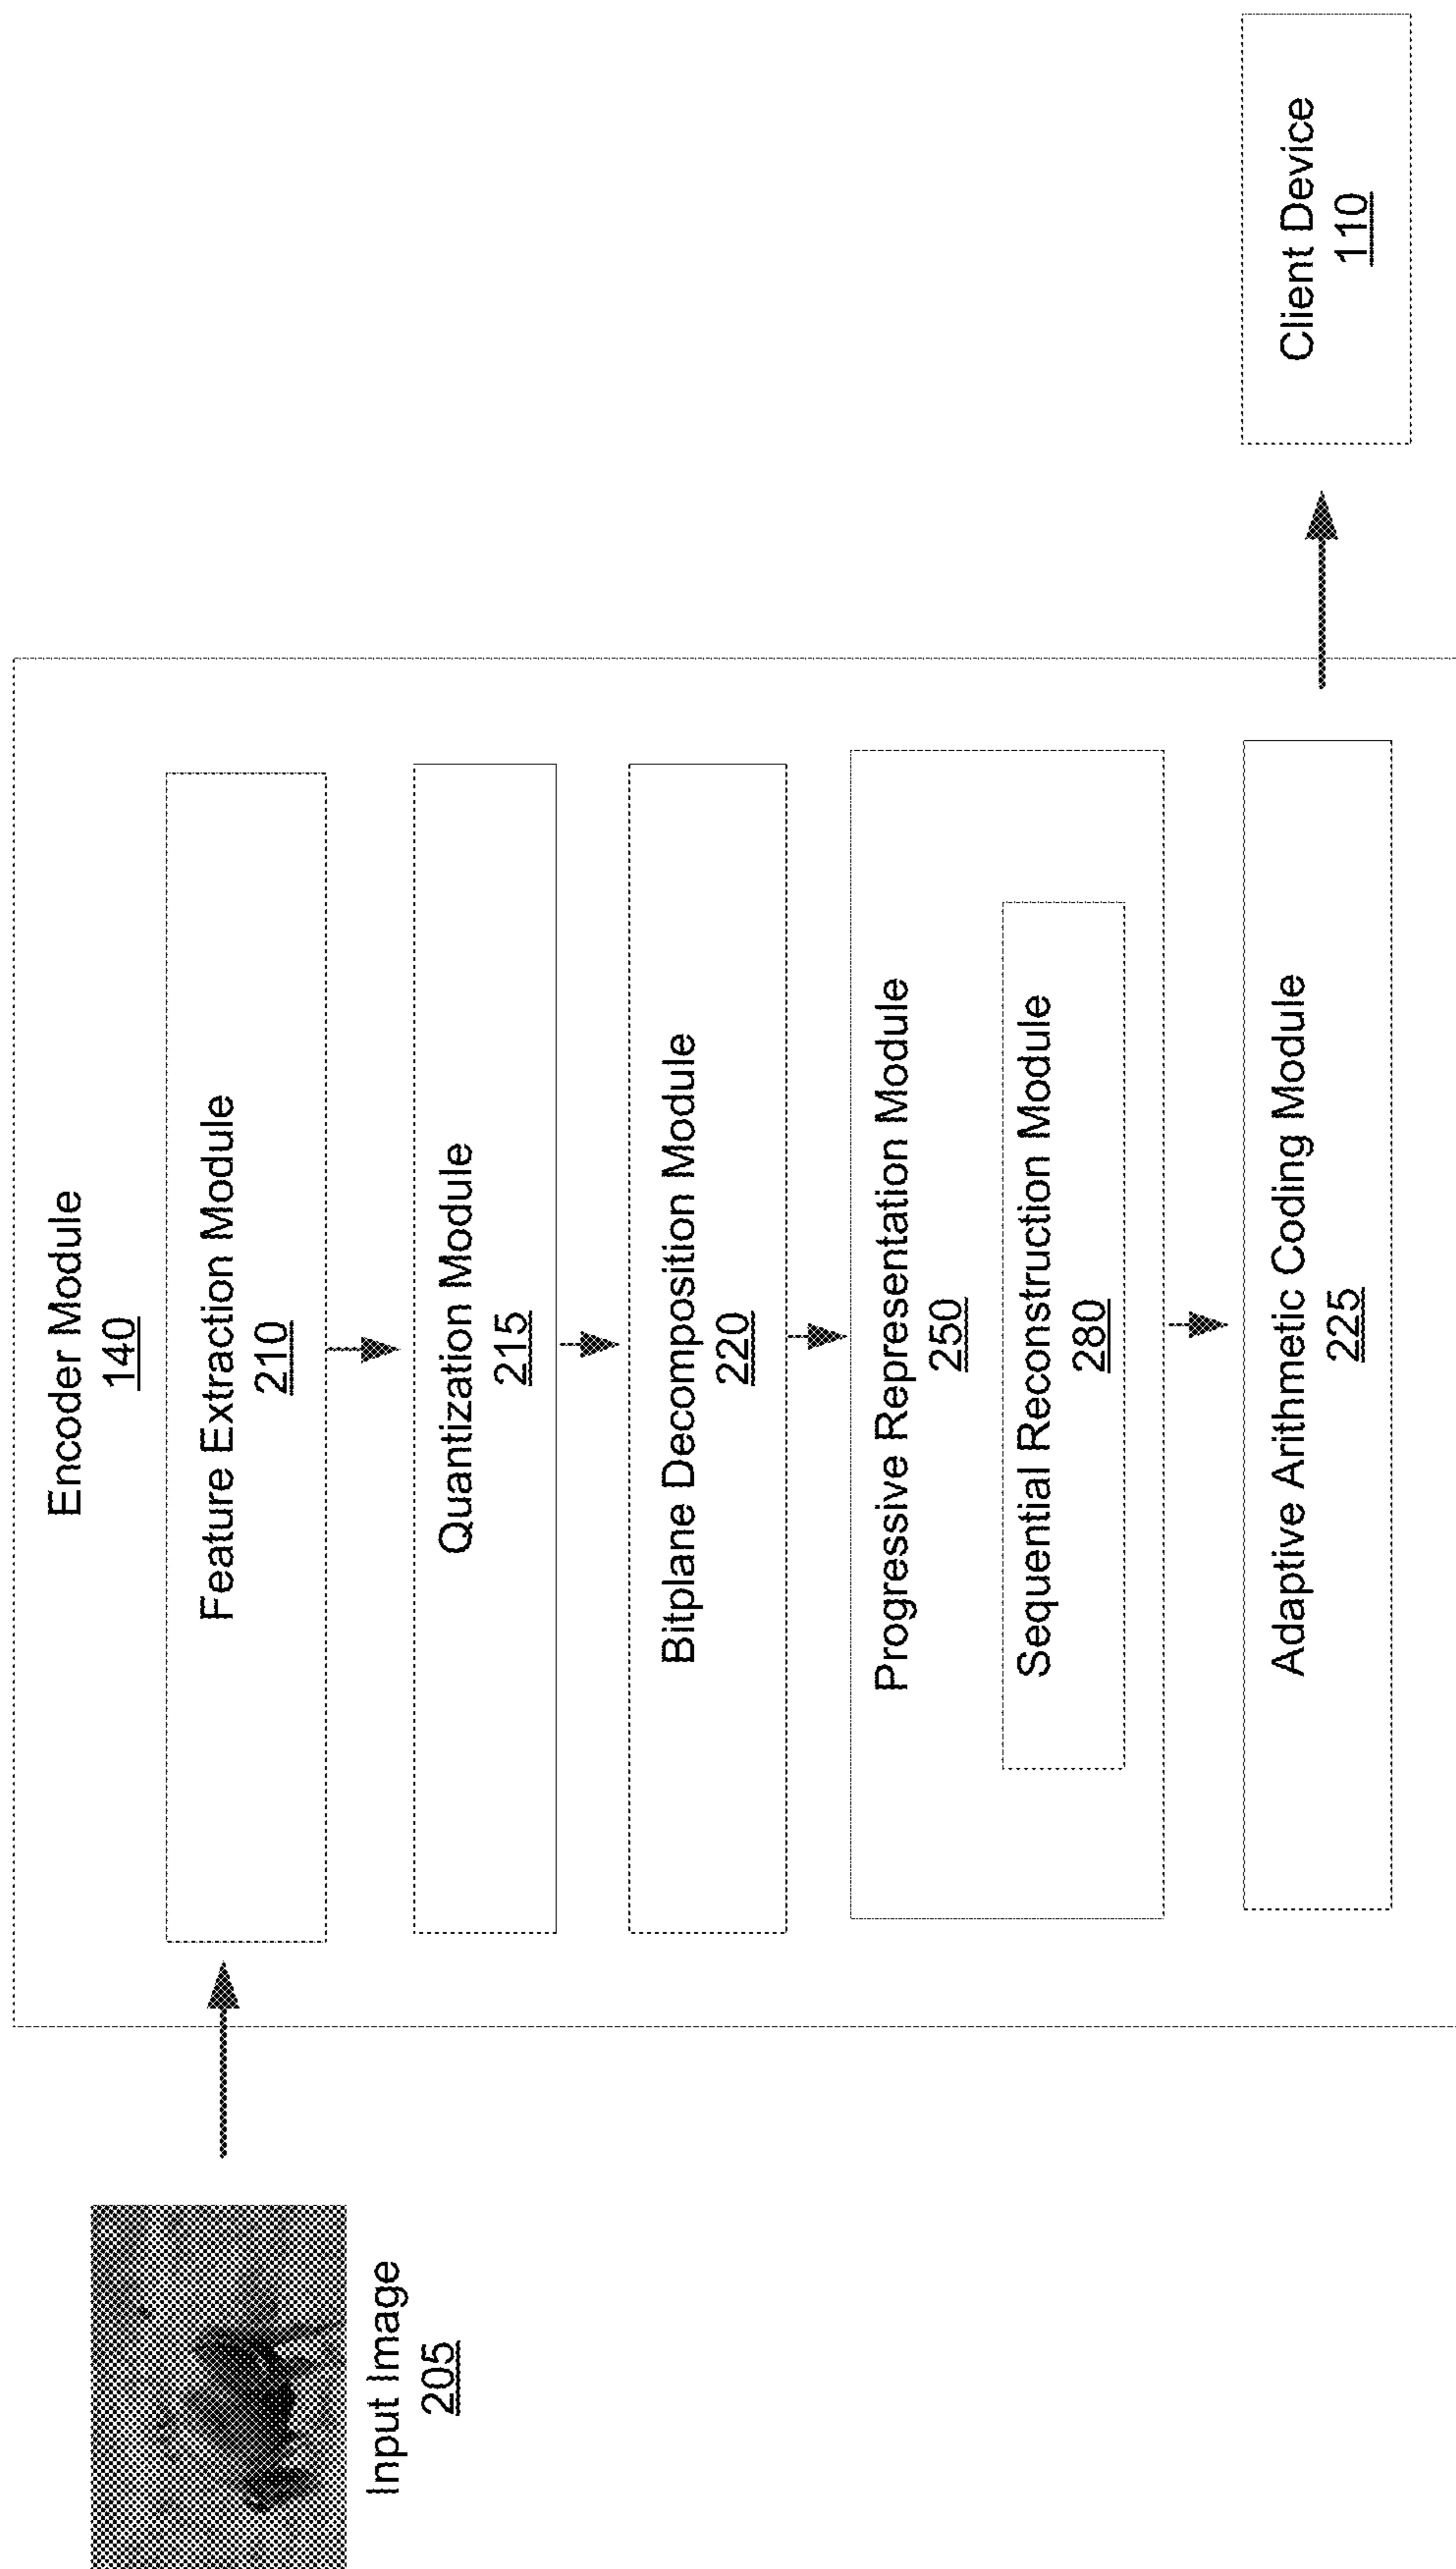 Input Image
205
Encoder Module
140
Feature Extraction Module
210
Quantization Module
215
Bitplane Decomposition Module
220
Progressive Representation Module
250
Sequential Reconstruction Module
280
Adaptive Arithmetic Coding Module
225
Client Device
110